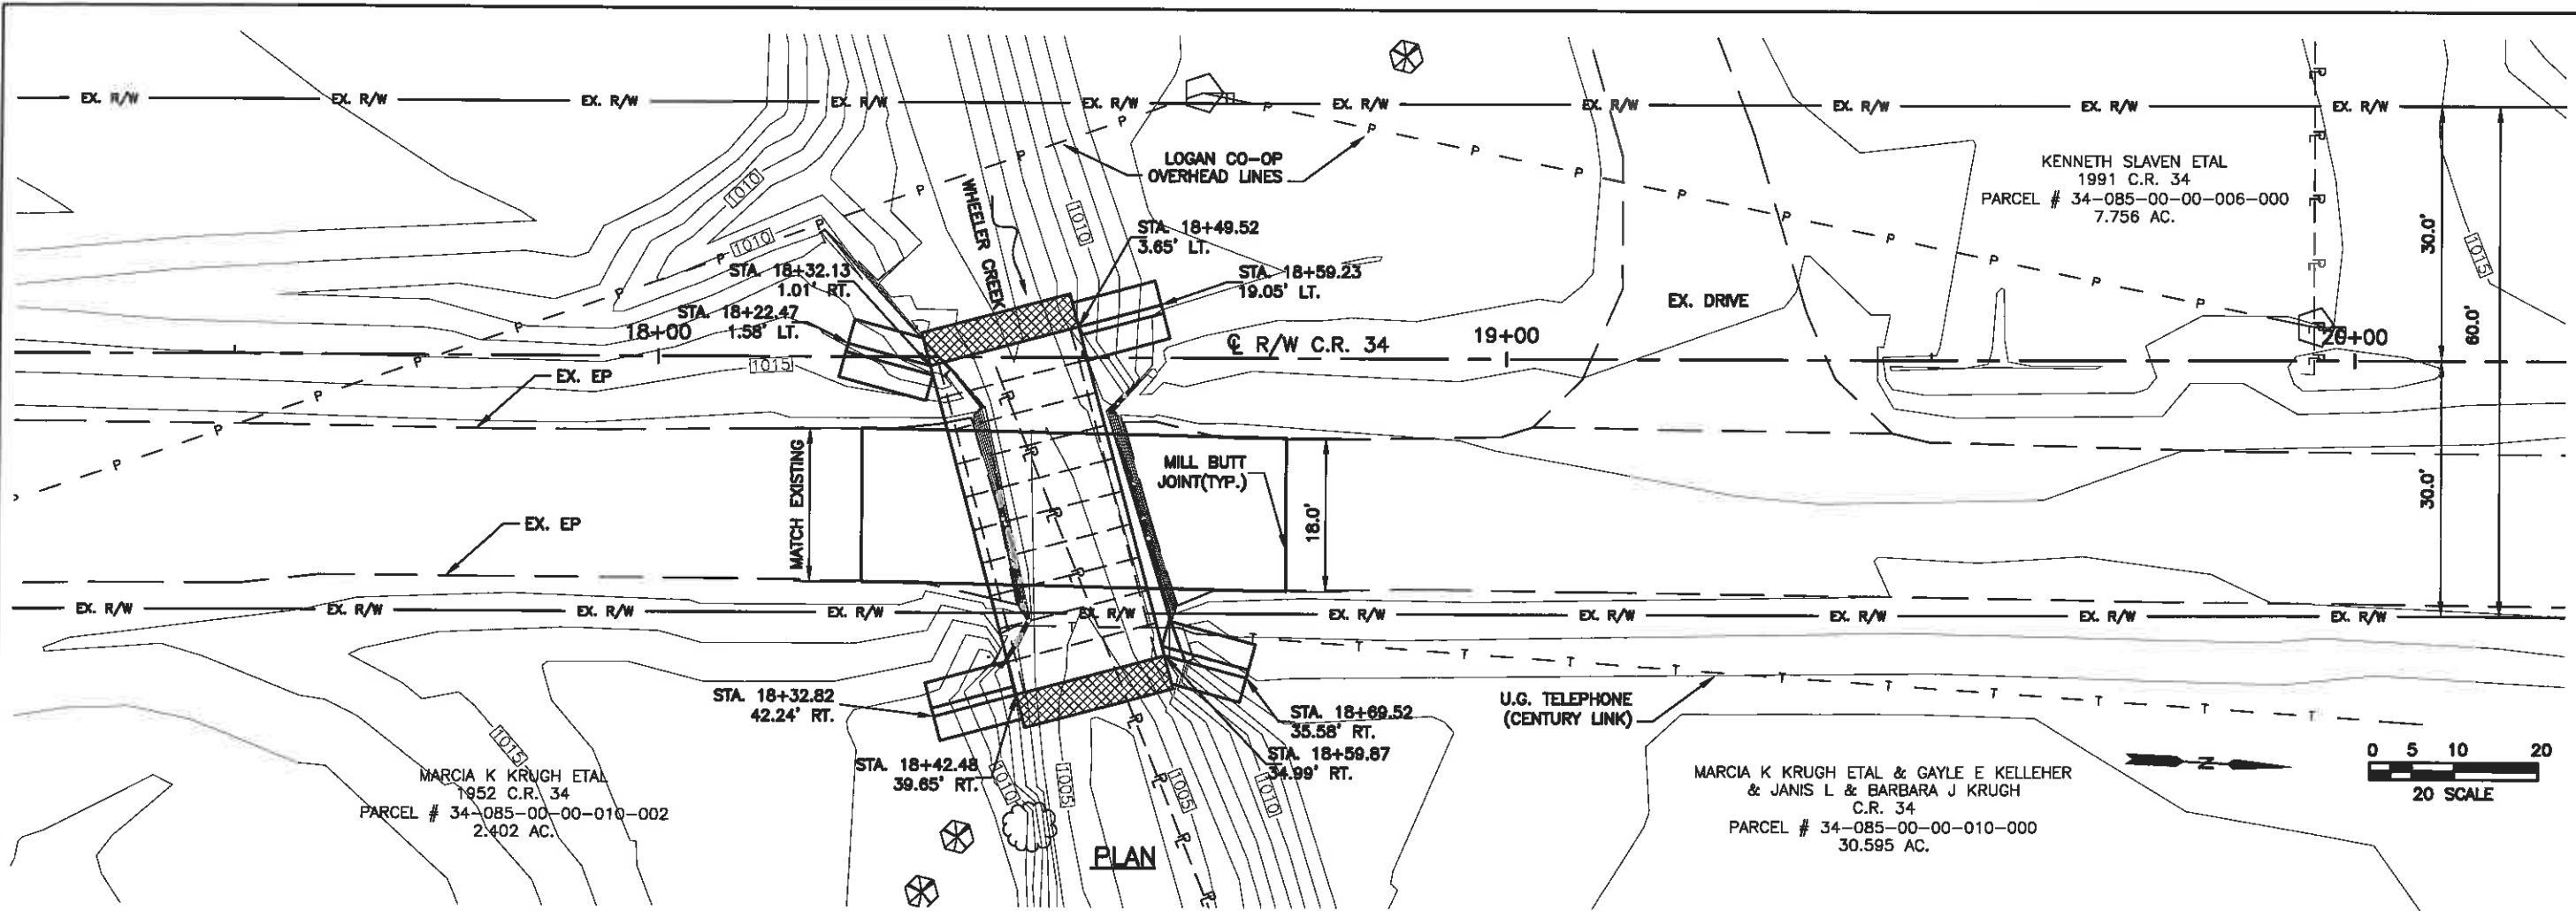 EX. R/W EX. R/W EX. R/W EX. R/W EX. R/W EX. R/W EX. R/W EX. R/W EX. R/W EX. R/W
LOGAN CO-OP
OVERHEAD LINES
KENNETH SLAVEN ETAL
1991 C.R. 34
PARCEL # 34-085-00-00-006-000
7.756 AC.
1010
1010
1010
WHEELER CREEK
STA. 18+49.52
3.65' LT.
STA. 18+59.23
19.05' LT.
STA. 18+32.13
1.01' RT.
STA. 18+22.47
1.58' LT.
30.0'
60.0'
1015
EX. DRIVE
18+00
℄ R/W C.R. 34
19+00
20+00
1015
EX. EP
MATCH EXISTING
MILL BUTT
JOINT(TYP.)
18.0'
30.0'
EX. EP
EX. R/W EX. R/W EX. R/W EX. R/W EX. R/W EX. R/W EX. R/W EX. R/W EX. R/W EX. R/W
STA. 18+32.82
42.24' RT.
STA. 18+42.48
39.65' RT.
STA. 18+69.52
35.58' RT.
STA. 18+59.87
34.99' RT.
U.G. TELEPHONE
(CENTURY LINK)
1015
1010
1005
1005
1010
MARCIA K KRUGH ETAL
1952 C.R. 34
PARCEL # 34-085-00-00-010-002
2.402 AC.
MARCIA K KRUGH ETAL & GAYLE E KELLEHER
& JANIS L & BARBARA J KRUGH
C.R. 34
PARCEL # 34-085-00-00-010-000
30.595 AC.
N
0 5 10 20
20 SCALE
PLAN